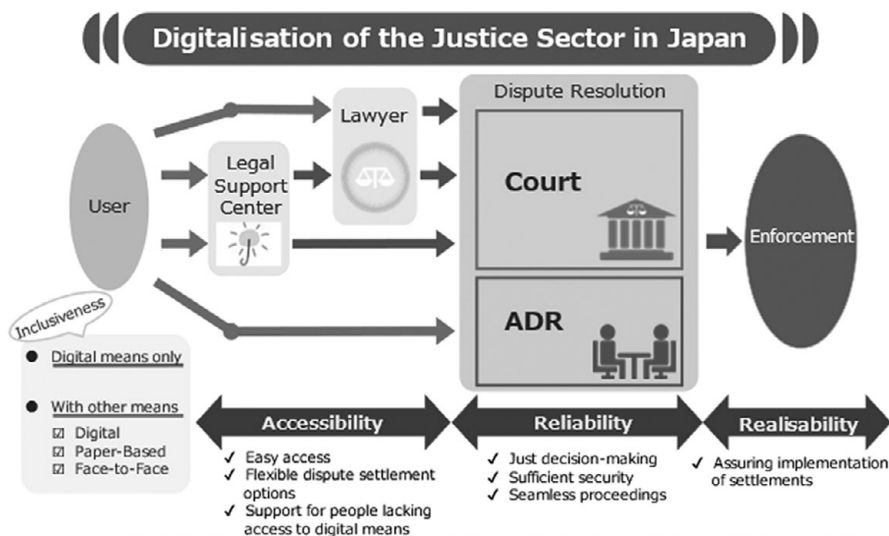 Digitalisation of the Justice Sector in Japan
User
Legal
Support
Center
Lawyer
Dispute Resolution
Court
ADR
Enforcement
Inclusiveness
● Digital means only
● With other means
☑ Digital
☑ Paper-Based
☑ Face-to-Face
Accessibility
✓ Easy access
✓ Flexible dispute settlement
options
✓ Support for people lacking
access to digital means
Reliability
✓ Just decision-making
✓ Sufficient security
✓ Seamless proceedings
Realisability
✓ Assuring implementation
of settlements